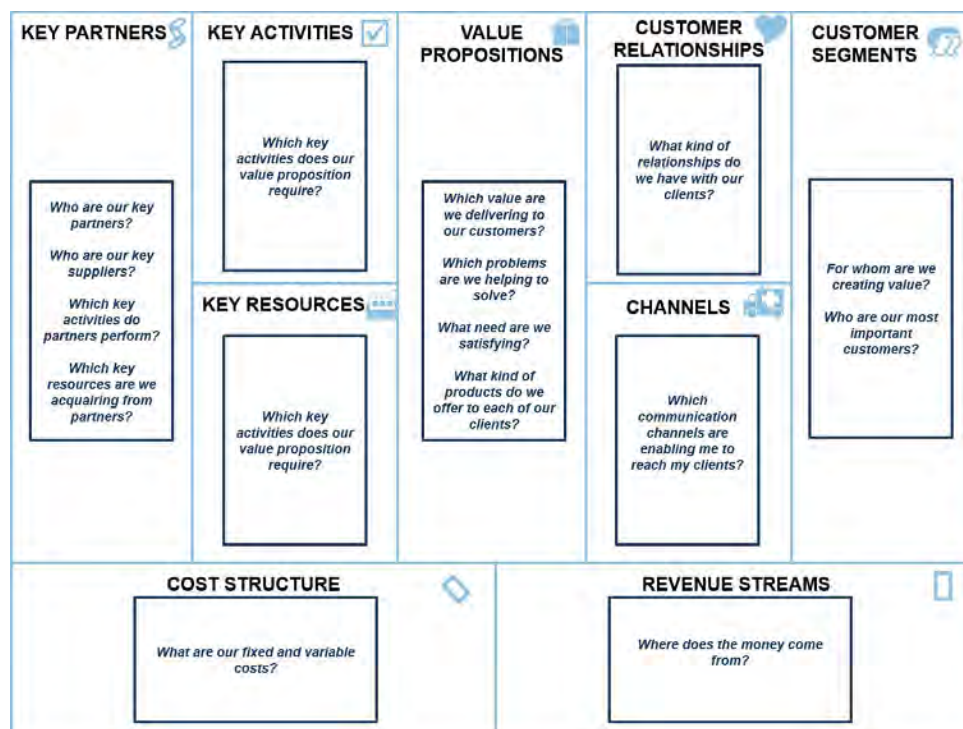 KEY PARTNERS
Who are our key
partners?
Who are our key
suppliers?
Which key
activities do
partners perform?
Which key
resources are we
acquairing from
partners?
KEY ACTIVITIES
Which key
activities does our
value proposition
require?
KEY RESOURCES
Which key
activities does our
value proposition
require?
VALUE
PROPOSITIONS
Which value are
we delivering to
our customers?
Which problems
are we helping to
solve?
What need are we
satisfying?
What kind of
products do we
offer to each of our
clients?
CUSTOMER
RELATIONSHIPS
What kind of
relationships do
we have with our
clients?
CHANNELS
Which
communication
channels are
enabling me to
reach my clients?
CUSTOMER
SEGMENTS
For whom are we
creating value?
Who are our most
important
customers?
COST STRUCTURE
What are our fixed and variable
costs?
REVENUE STREAMS
Where does the money come
from?